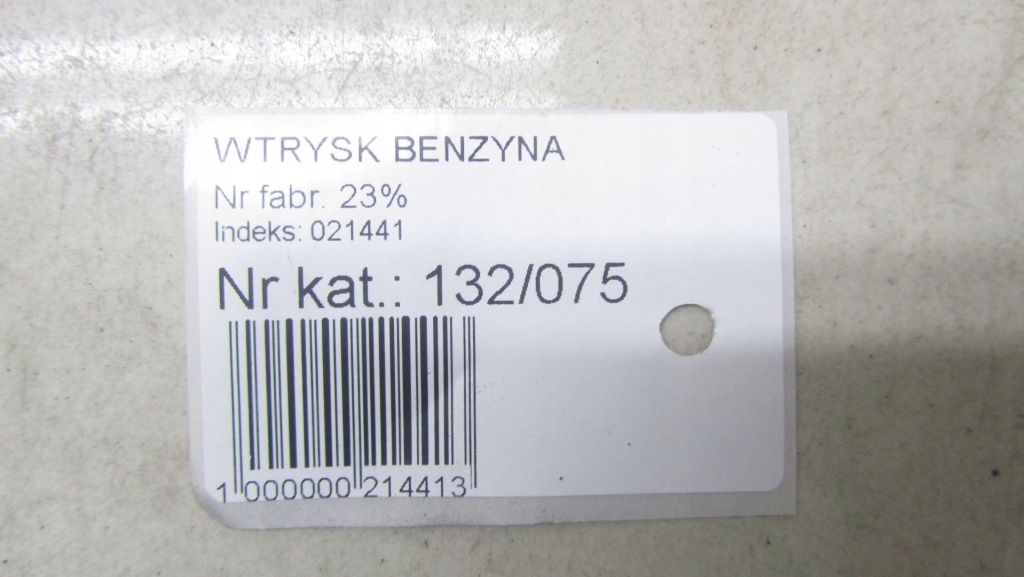 WTRYSK BENZYNA
Nr fabr. 23%
Indeks: 021441
Nr kat.: 132/075
1 000000 214413